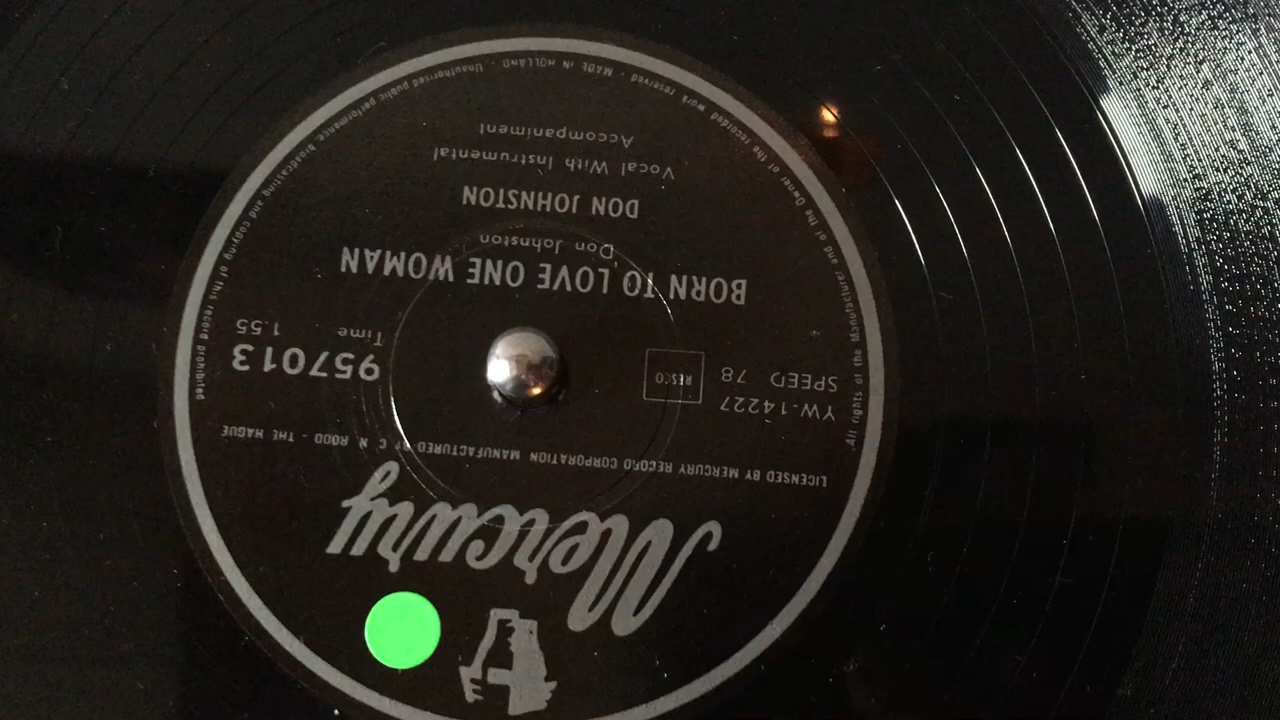 Mercury
LICENSED BY MERCURY RECORD CORPORATION MANUFACTURED BY C. N. ROOD - THE HAGUE
YW-14227
SPEED 78
RESCO
957013
Time 1.55
BORN TO LOVE ONE WOMAN
Don Johnston
DON JOHNSTON
Vocal With Instrumental
Accompaniment
All rights of the Manufacturer and of the Owner of the recorded work reserved - MADE IN HOLLAND - Unauthorised public performance, broadcasting and copying of this record prohibited